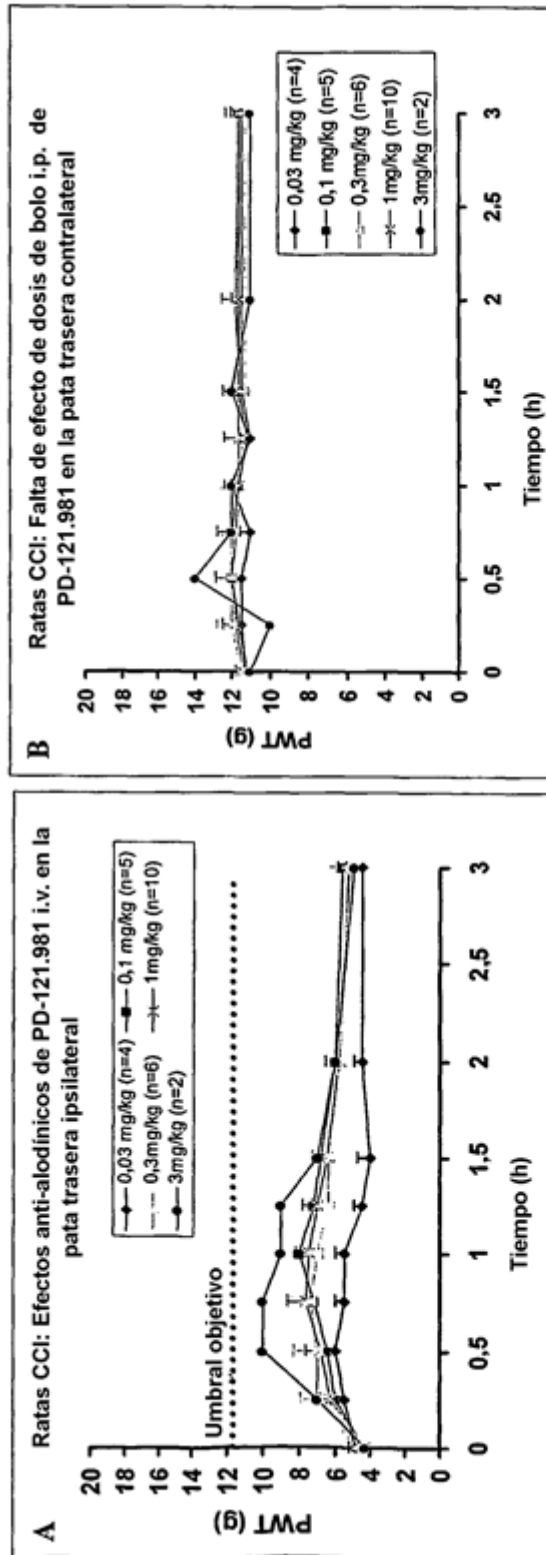 A
Ratas CCI: Efectos anti-alodínicos de PD-121.981 i.v. en la
pata trasera ipsilateral
0,03 mg/kg (n=4)
0,1 mg/kg (n=5)
0,3mg/kg (n=6)
1mg/kg (n=10)
3mg/kg (n=2)
Umbral objetivo
PWT (g)
20
18
16
14
12
10
8
6
4
2
0
0
0,5
1
1,5
2
2,5
3
Tiempo (h)
B
Ratas CCI: Falta de efecto de dosis de bolo i.p. de
PD-121.981 en la pata trasera contralateral
PWT (g)
20
18
16
14
12
10
8
6
4
2
0
0,03 mg/kg (n=4)
0,1 mg/kg (n=5)
0,3mg/kg (n=6)
1mg/kg (n=10)
3mg/kg (n=2)
0
0,5
1
1,5
2
2,5
3
Tiempo (h)